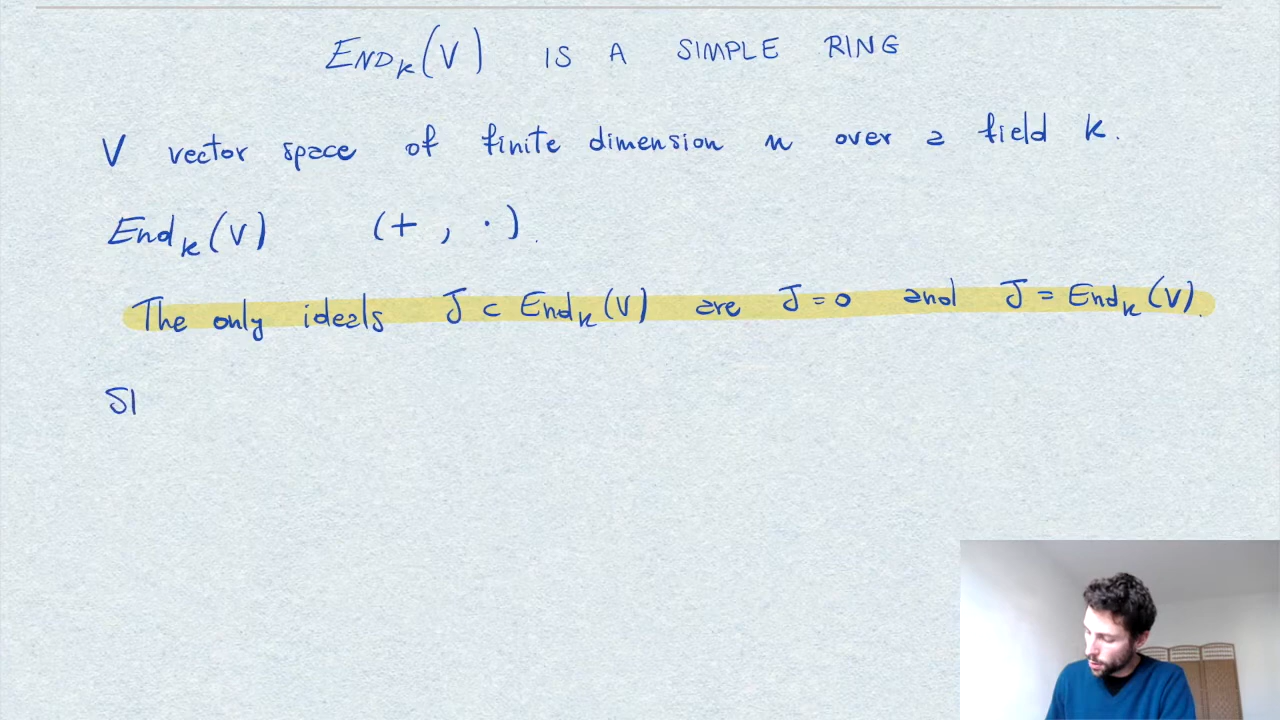 END_k(V) IS A SIMPLE RING
V vector space of finite dimension n over a field k.
End_k(V) (+, ·).
The only ideals J ⊂ End_k(V) are J = 0 and J = End_k(V).
SI